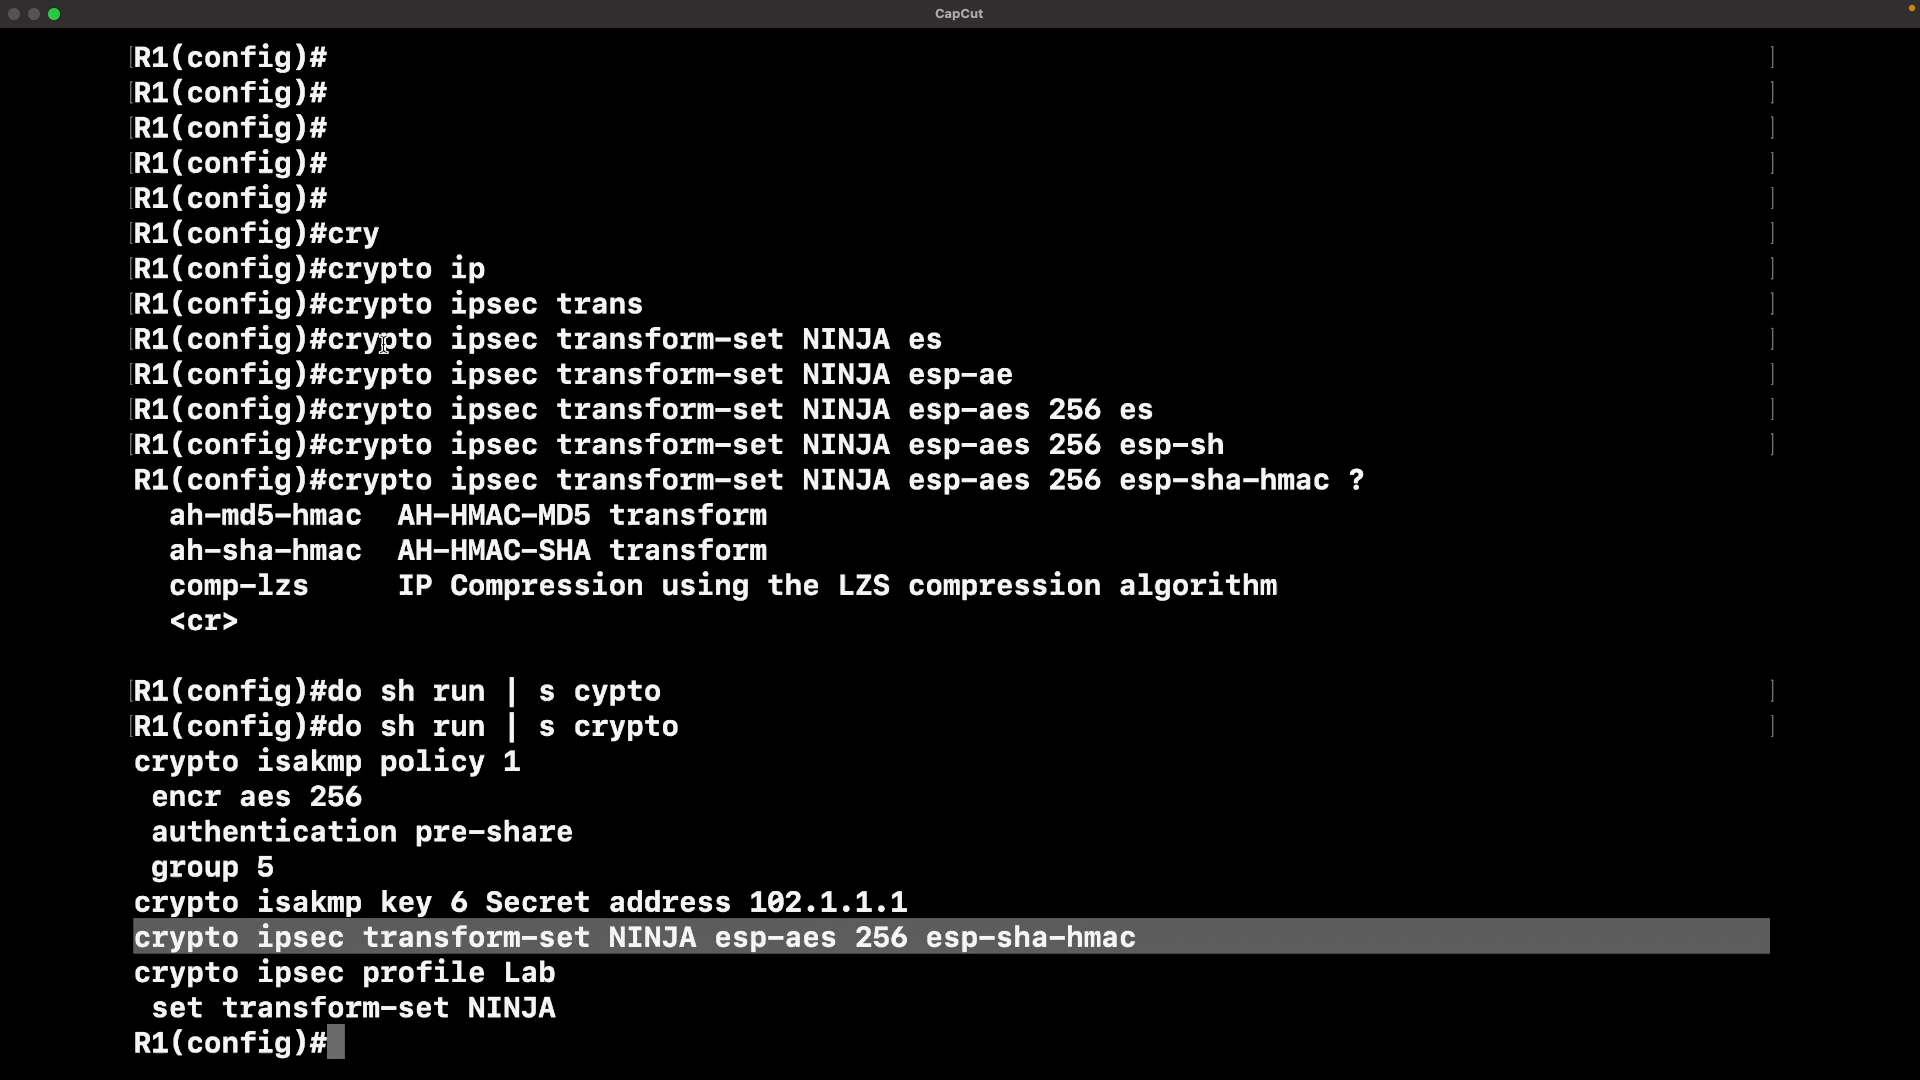 CapCut
R1(config)#
R1(config)#
R1(config)#
R1(config)#
R1(config)#
R1(config)#cry
R1(config)#crypto ip
R1(config)#crypto ipsec trans
R1(config)#crypto ipsec transform-set NINJA es
R1(config)#crypto ipsec transform-set NINJA esp-ae
R1(config)#crypto ipsec transform-set NINJA esp-aes 256 es
R1(config)#crypto ipsec transform-set NINJA esp-aes 256 esp-sh
R1(config)#crypto ipsec transform-set NINJA esp-aes 256 esp-sha-hmac ?
  ah-md5-hmac  AH-HMAC-MD5 transform
  ah-sha-hmac  AH-HMAC-SHA transform
  comp-lzs     IP Compression using the LZS compression algorithm
  <cr>
R1(config)#do sh run | s cypto
R1(config)#do sh run | s crypto
crypto isakmp policy 1
 encr aes 256
 authentication pre-share
 group 5
crypto isakmp key 6 Secret address 102.1.1.1
crypto ipsec transform-set NINJA esp-aes 256 esp-sha-hmac
crypto ipsec profile Lab
 set transform-set NINJA
R1(config)#